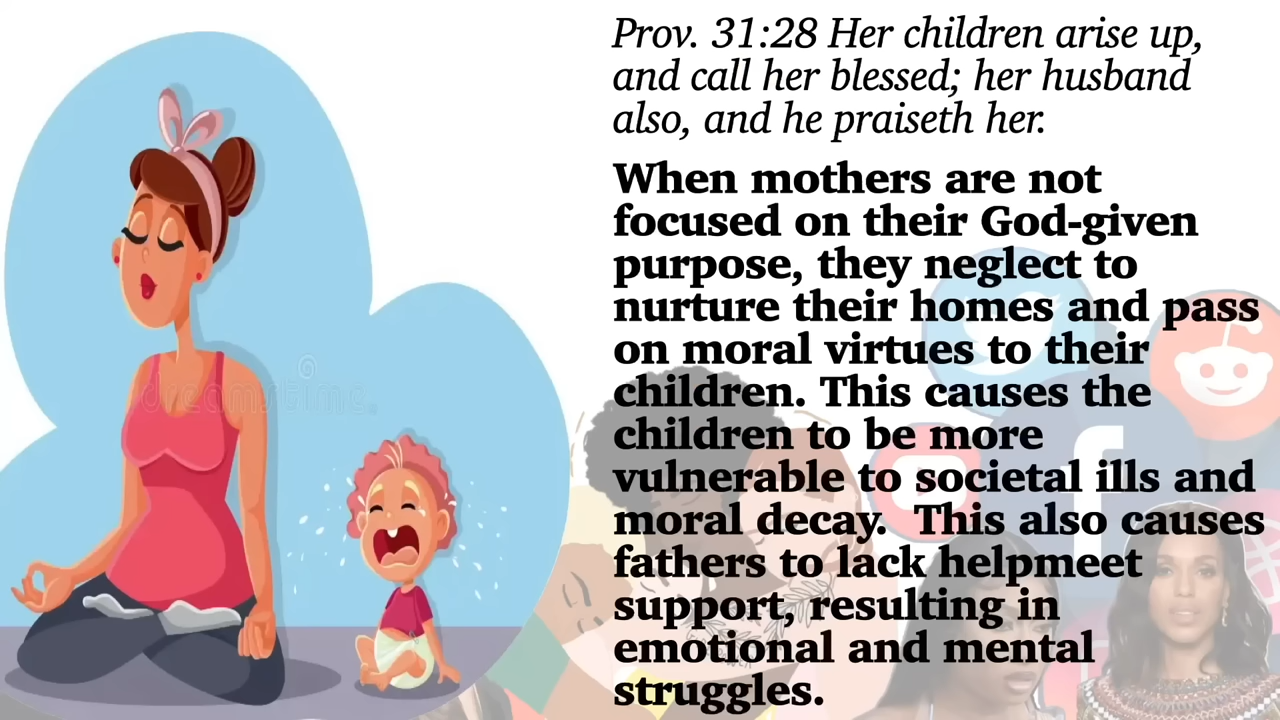 Prov. 31:28 Her children arise up,
and call her blessed; her husband
also, and he praiseth her.
When mothers are not
focused on their God-given
purpose, they neglect to
nurture their homes and pass
on moral virtues to their
children. This causes the
children to be more
vulnerable to societal ills and
moral decay.  This also causes
fathers to lack helpmeet
support, resulting in
emotional and mental
struggles.
dreamstime.